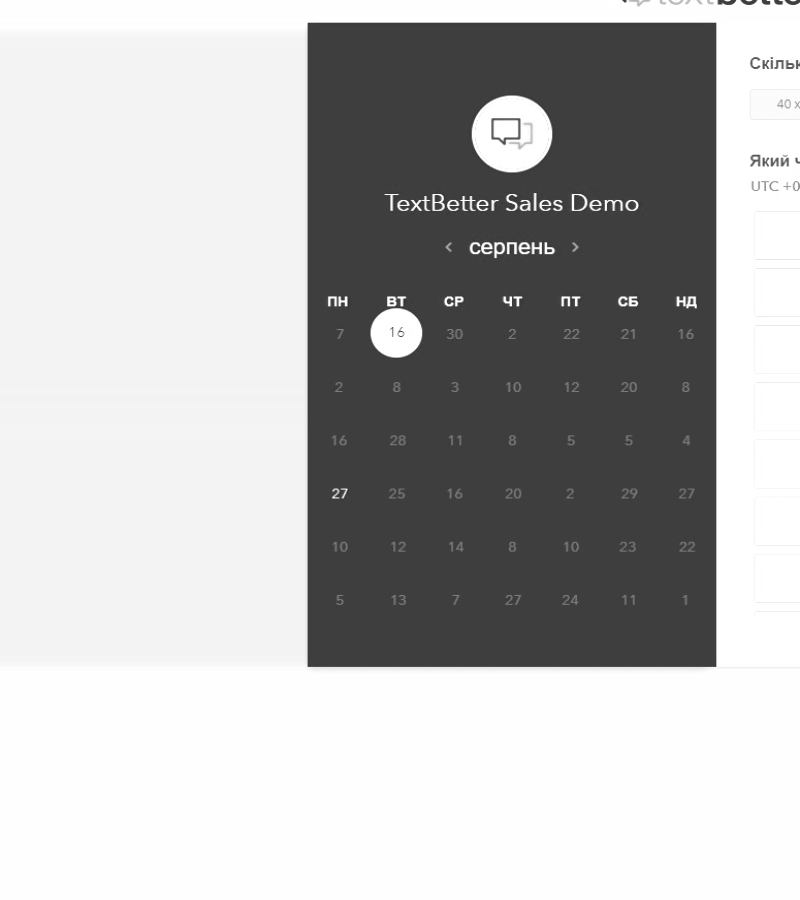 textbette
TextBetter Sales Demo
серпень
ПН ВТ СР ЧТ ПТ СБ НД
7 16 30 2 22 21 16
2 8 3 10 12 20 8
16 28 11 8 5 5 4
27 25 16 20 2 29 27
10 12 14 8 10 23 22
5 13 7 27 24 11 1
Скільк
40 х
Який ч
UTC +0